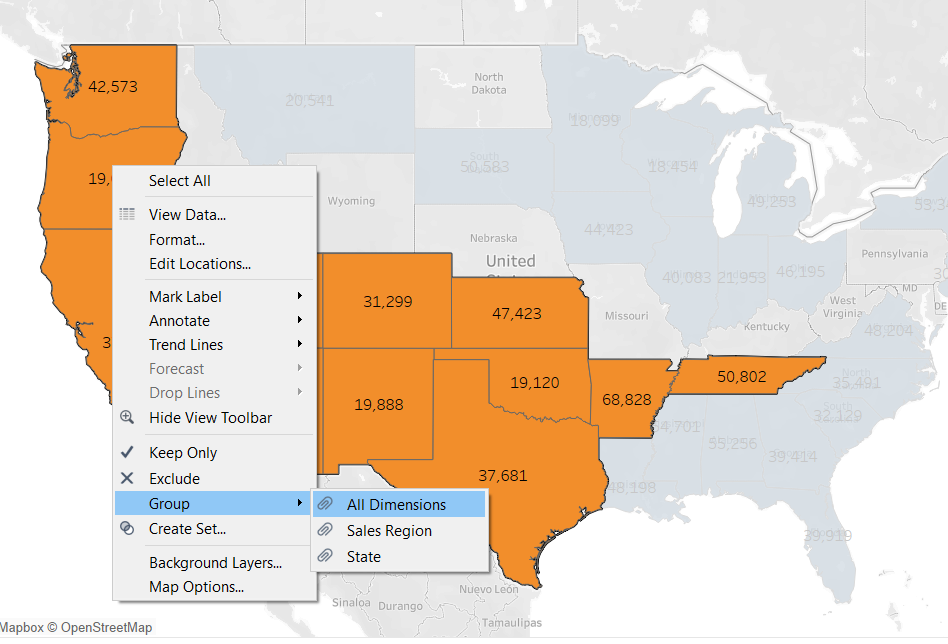 42,573
North
Dakota
20,541
18,099
19,
South
50,583
18,454
49,253
53,3
Wyoming
Nebraska
44,423
United
40,083
21,953
46,195
Pennsylvania
MD
DE
31,299
47,423
Missouri
West
Virginia
Kentucky
48,204
3
19,888
19,120
68,828
50,802
North
35,491
32,129
55,256
39,414
37,681
48,198
39,919
Nuevo León
Sinaloa
Durango
Tamaulipas
Select All
View Data...
Format...
Edit Locations...
Mark Label
Annotate
Trend Lines
Forecast
Drop Lines
Hide View Toolbar
Keep Only
Exclude
Group
Create Set...
Background Layers...
Map Options...
All Dimensions
Sales Region
State
Mapbox © OpenStreetMap